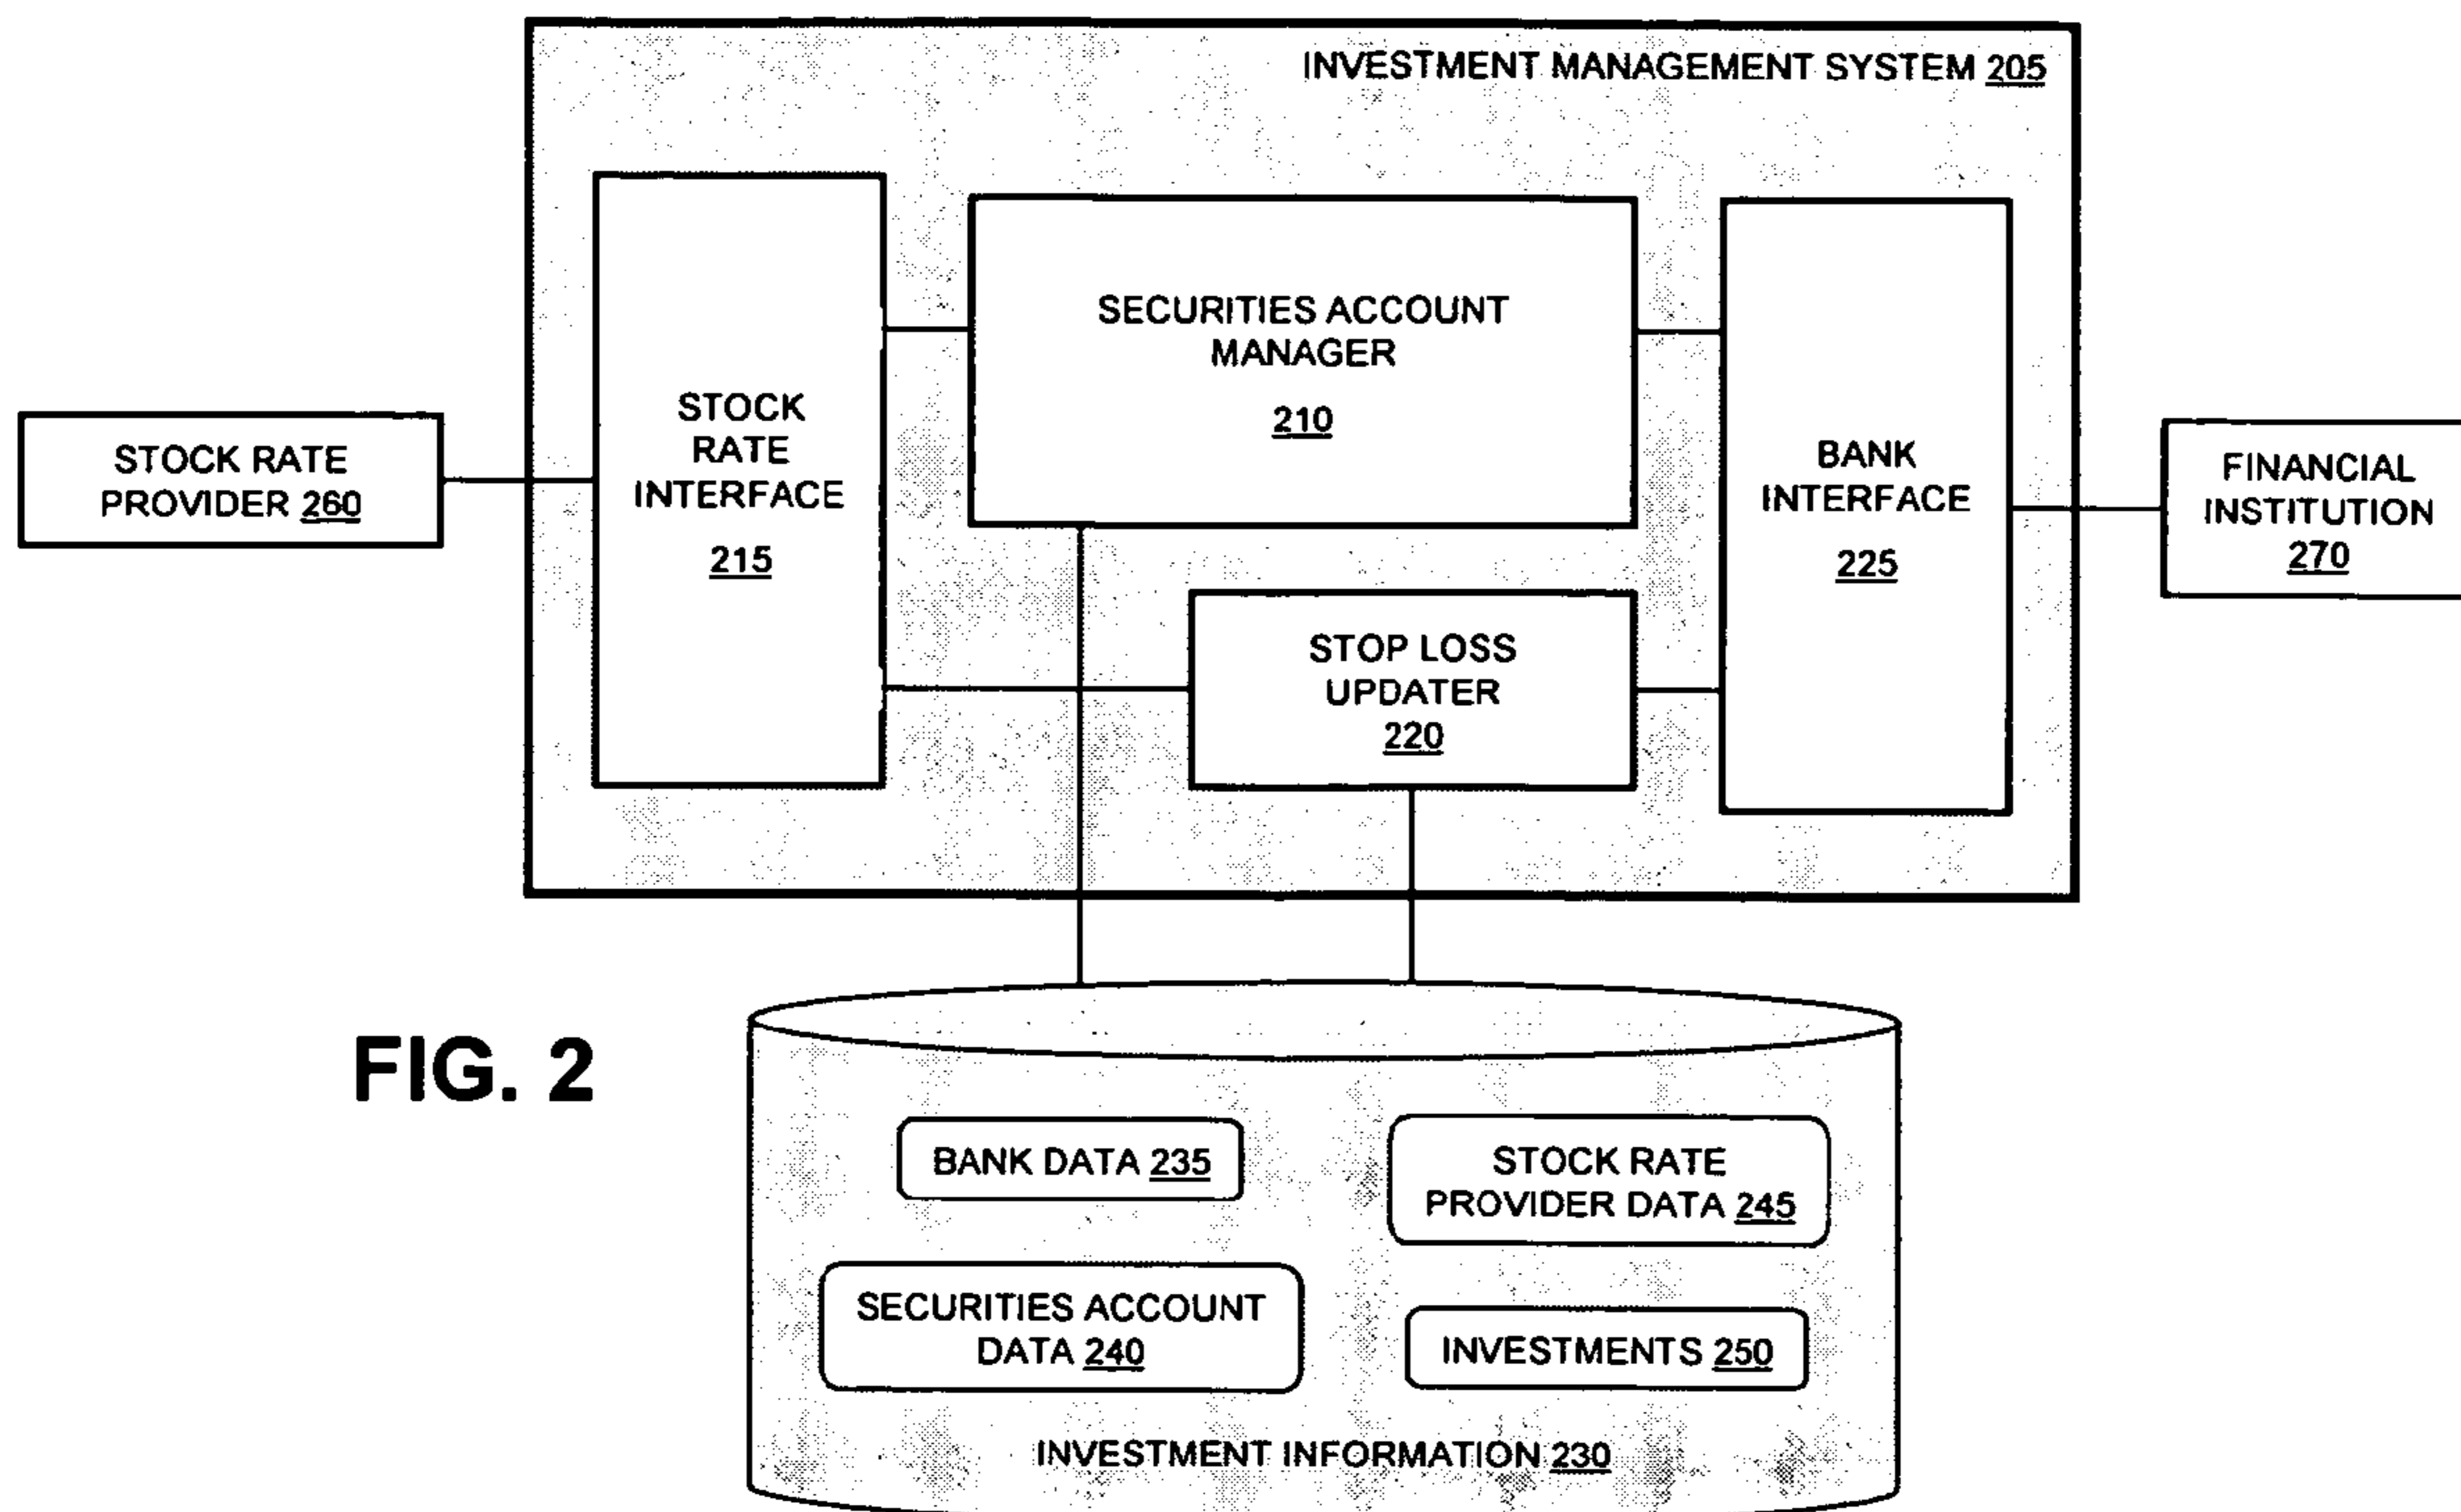 INVESTMENT MANAGEMENT SYSTEM 205
STOCK RATE
PROVIDER 260
STOCK
RATE
INTERFACE
215
SECURITIES ACCOUNT
MANAGER
210
STOP LOSS
UPDATER
220
BANK
INTERFACE
225
FINANCIAL
INSTITUTION
270
FIG. 2
BANK DATA 235
STOCK RATE
PROVIDER DATA 245
SECURITIES ACCOUNT
DATA 240
INVESTMENTS 250
INVESTMENT INFORMATION 230